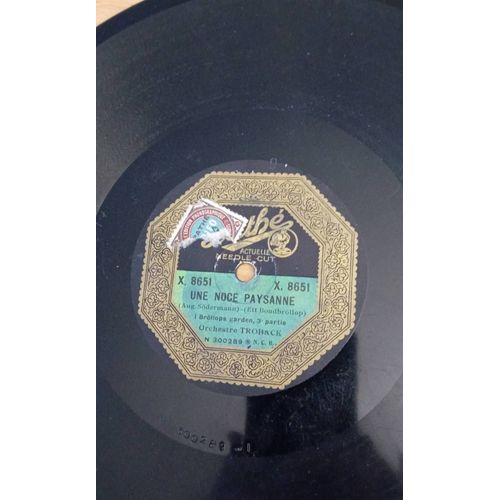 Pathé
ACTUELLE
NEEDLE CUT
X. 8651 X. 8651
UNE NOCE PAYSANNE
(Aug. Södermann)-(Ett Bondbröllop)
I Bröllops garden, 3ᵉ partie
Orchestre TROBÄCK
N 300289 ® N. C. R.